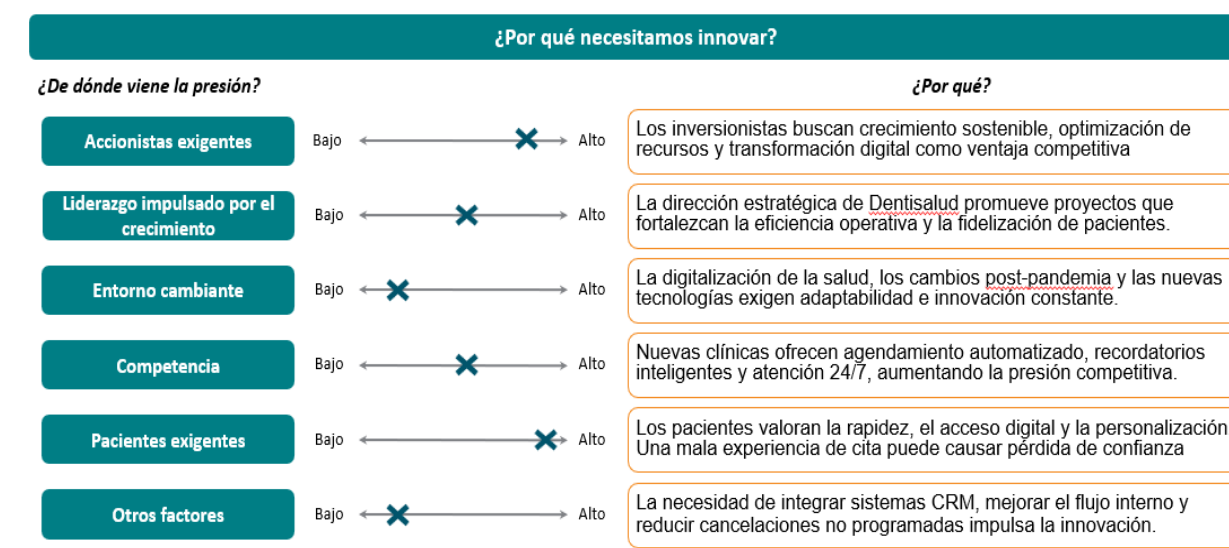 ¿Por qué necesitamos innovar?
¿De dónde viene la presión?
¿Por qué?
Accionistas exigentes
Bajo
Alto
Los inversionistas buscan crecimiento sostenible, optimización de
recursos y transformación digital como ventaja competitiva
Liderazgo impulsado por el
crecimiento
Bajo
Alto
La dirección estratégica de Dentisalud promueve proyectos que
fortalezcan la eficiencia operativa y la fidelización de pacientes.
Entorno cambiante
Bajo
Alto
La digitalización de la salud, los cambios post-pandemia y las nuevas
tecnologías exigen adaptabilidad e innovación constante.
Competencia
Bajo
Alto
Nuevas clínicas ofrecen agendamiento automatizado, recordatorios
inteligentes y atención 24/7, aumentando la presión competitiva.
Pacientes exigentes
Bajo
Alto
Los pacientes valoran la rapidez, el acceso digital y la personalización
Una mala experiencia de cita puede causar pérdida de confianza
Otros factores
Bajo
Alto
La necesidad de integrar sistemas CRM, mejorar el flujo interno y
reducir cancelaciones no programadas impulsa la innovación.